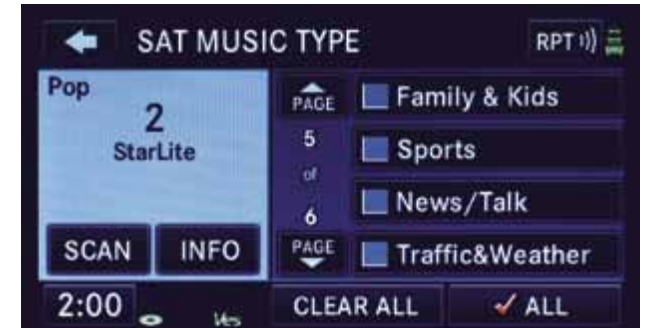 SAT MUSIC TYPE
RPT
Pop
2
StarLite
SCAN
INFO
PAGE
5
of
6
PAGE
Family & Kids
Sports
News/Talk
Traffic&Weather
2:00
Yes
CLEAR ALL
ALL